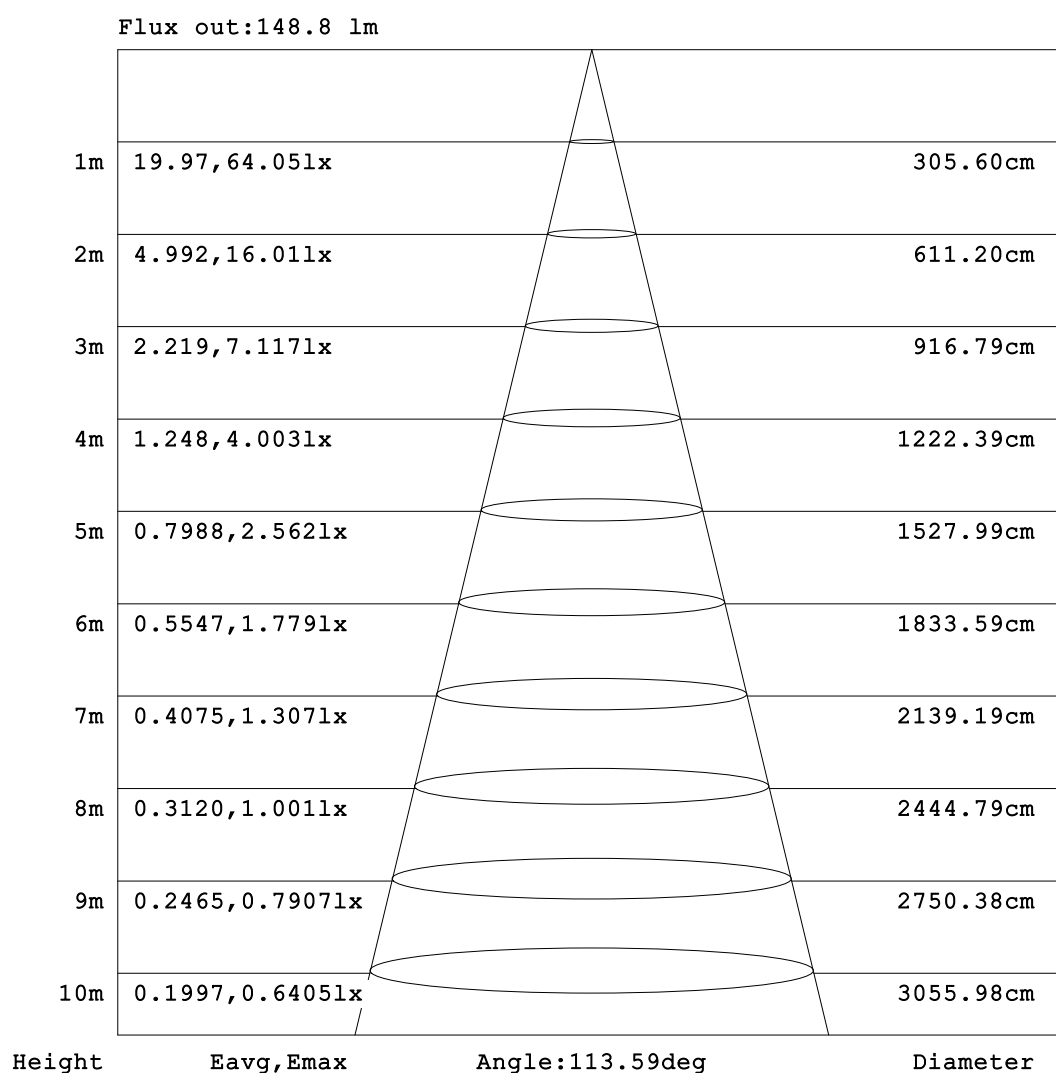 Flux out:148.8 lm
1m 19.97,64.05lx 305.60cm
2m 4.992,16.01lx 611.20cm
3m 2.219,7.117lx 916.79cm
4m 1.248,4.003lx 1222.39cm
5m 0.7988,2.562lx 1527.99cm
6m 0.5547,1.779lx 1833.59cm
7m 0.4075,1.307lx 2139.19cm
8m 0.3120,1.001lx 2444.79cm
9m 0.2465,0.7907lx 2750.38cm
10m 0.1997,0.6405lx 3055.98cm
Height Eavg,Emax Angle:113.59deg Diameter